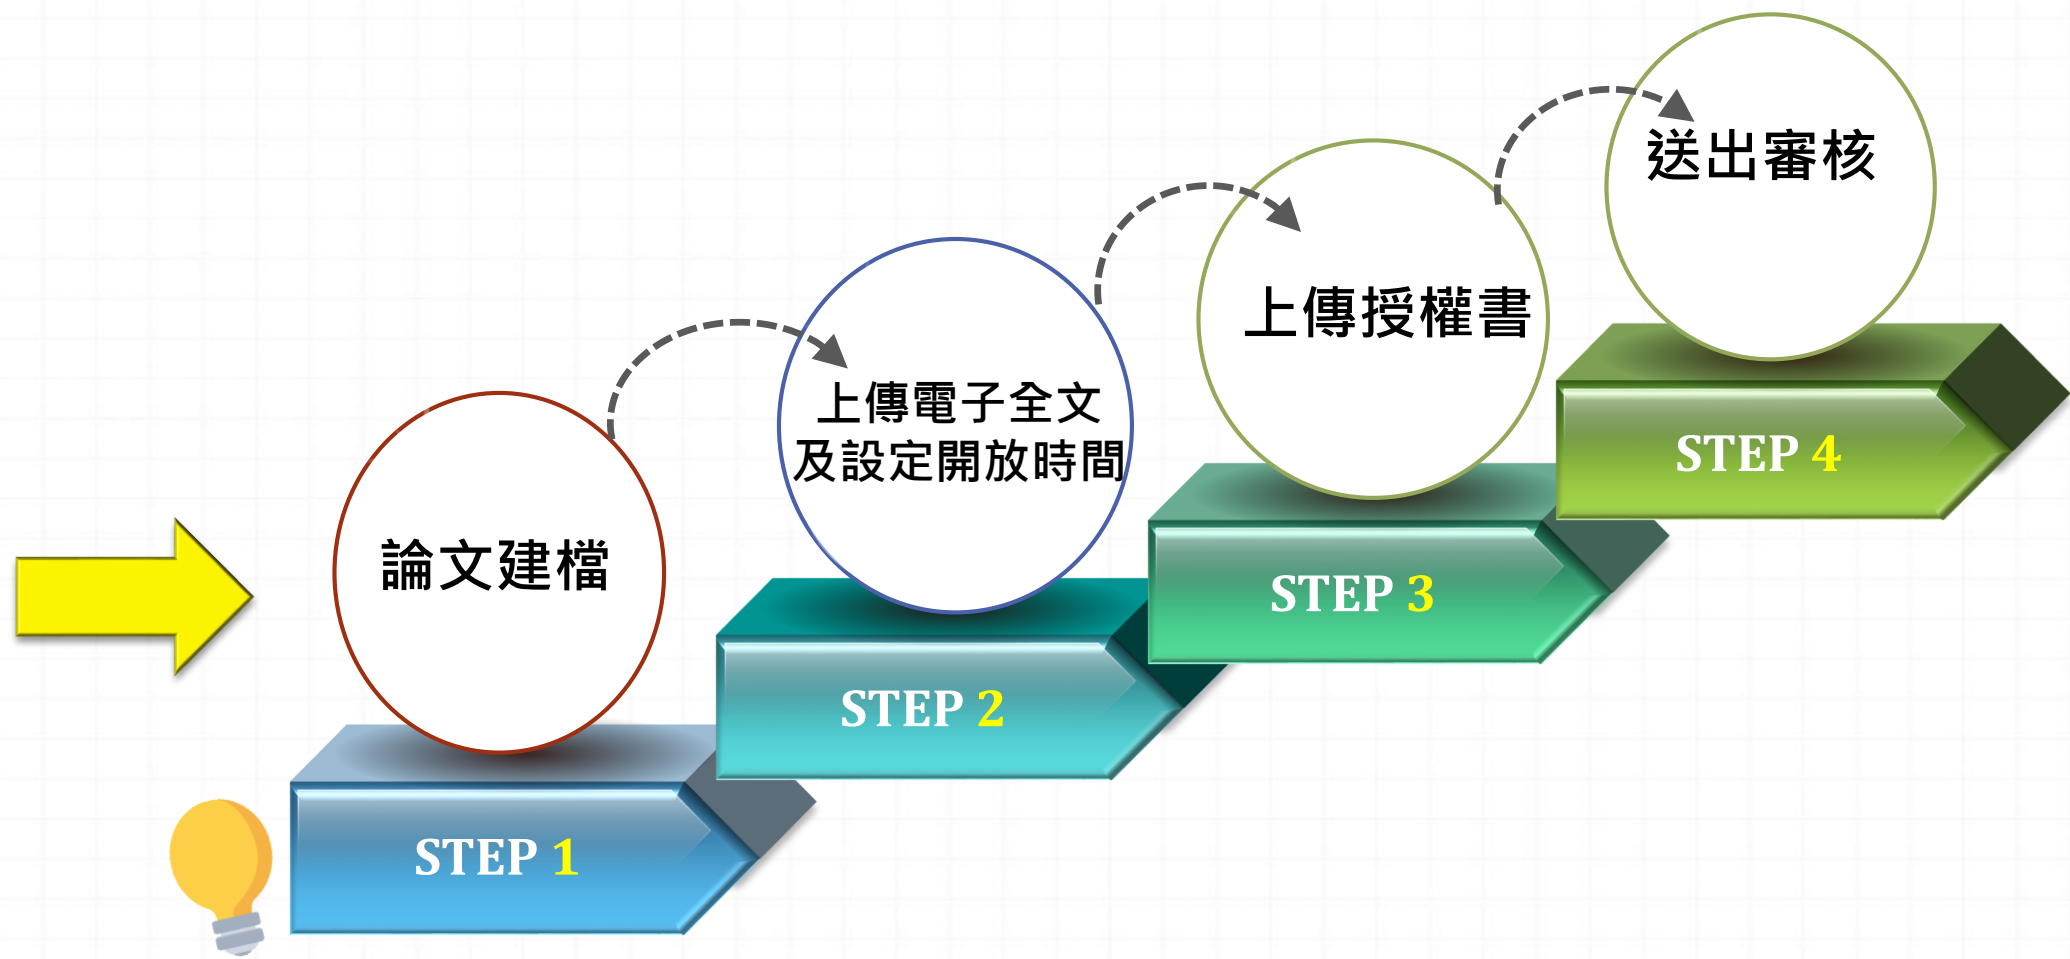 論文建檔
STEP 1
上傳電子全文
及設定開放時間
STEP 2
上傳授權書
STEP 3
送出審核
STEP 4